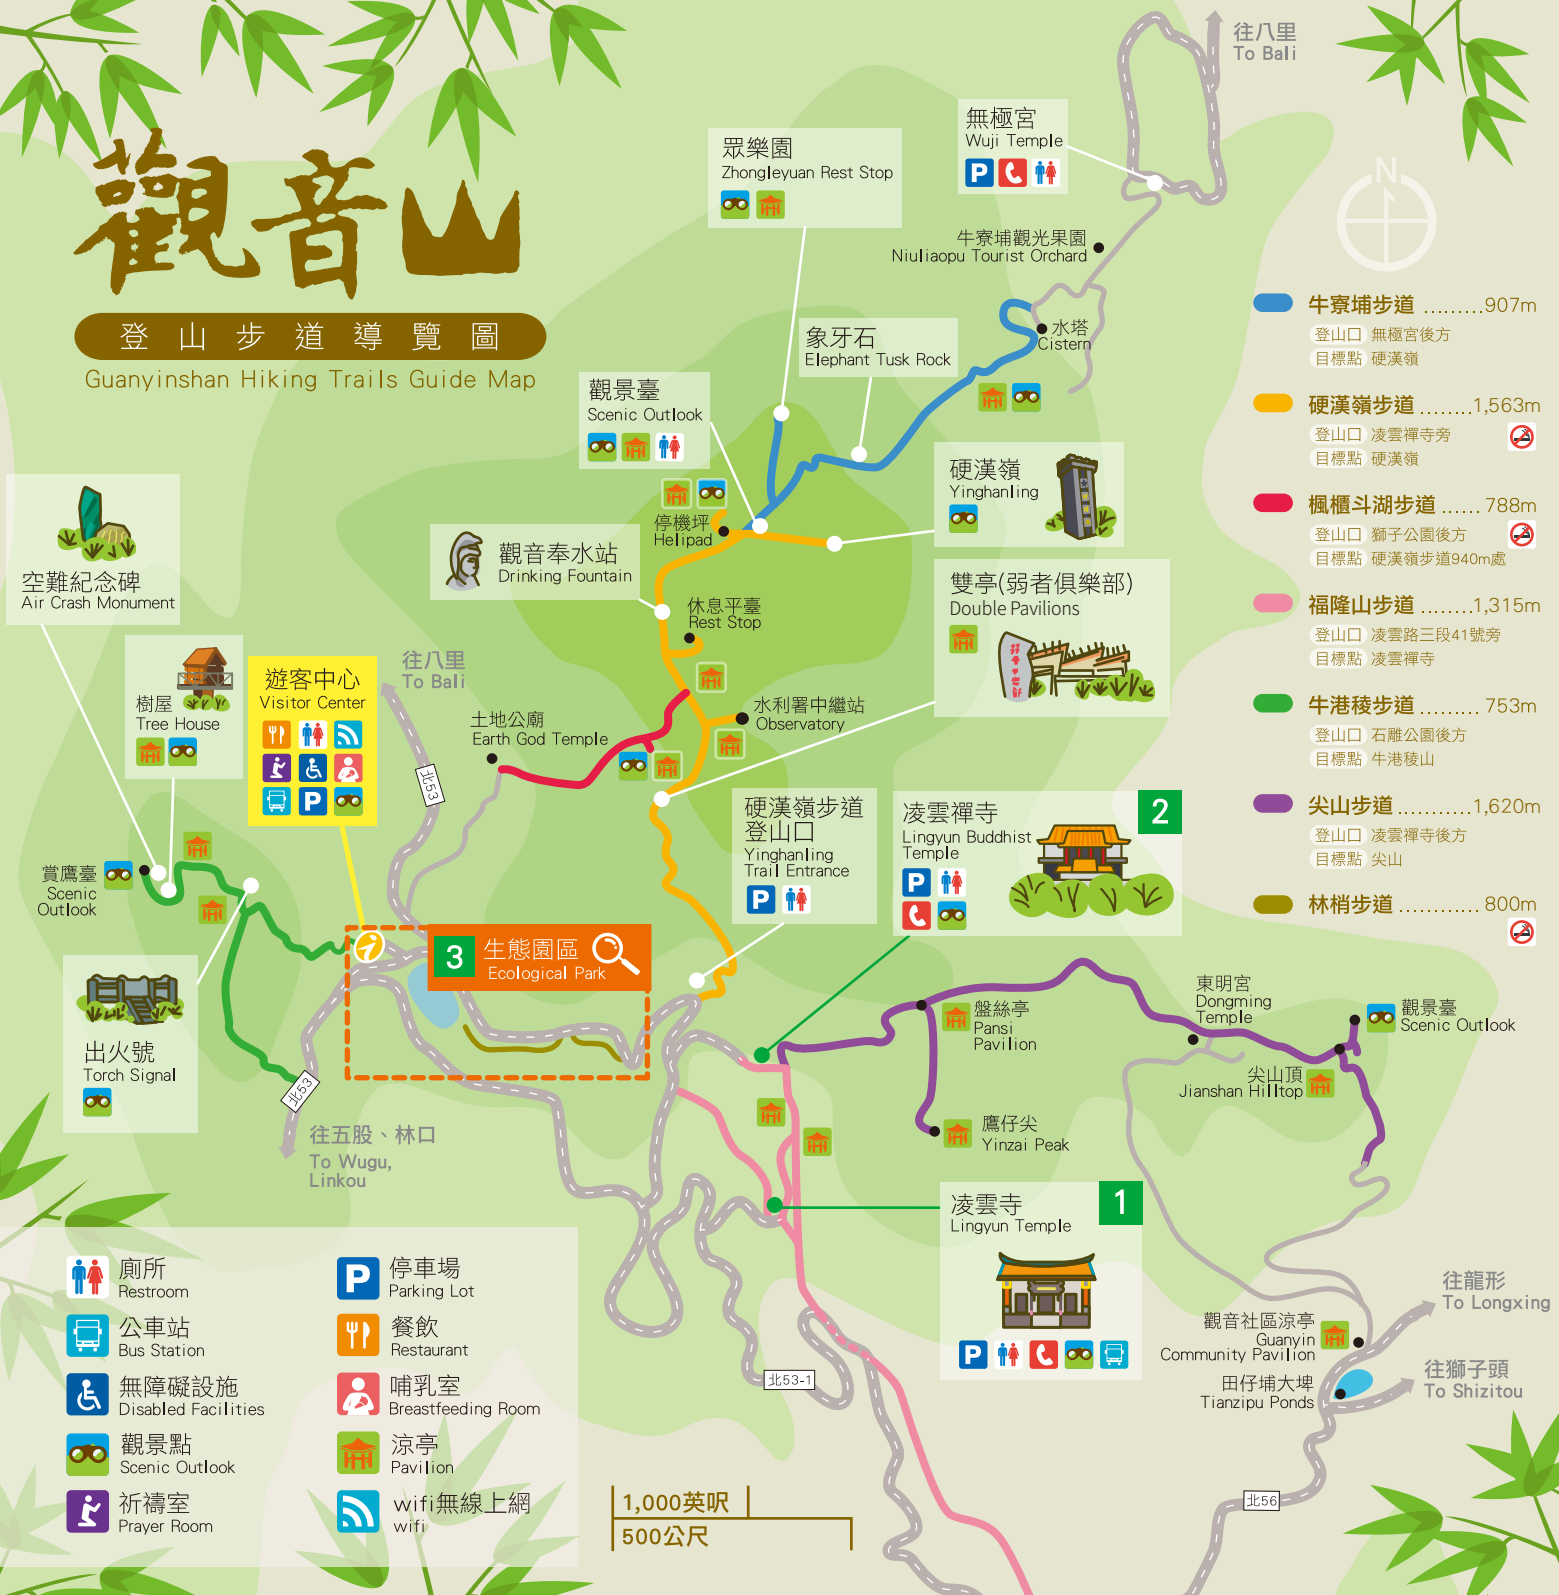 觀音山
登山步道導覽圖
Guanyinshan Hiking Trails Guide Map
往八里
To Bali
無極宮
Wuji Temple
P
眾樂園
Zhongleyuan Rest Stop
牛寮埔觀光果園
Niuliaopu Tourist Orchard
N
水塔
Cistern
象牙石
Elephant Tusk Rock
觀景臺
Scenic Outlook
硬漢嶺
Yinghanling
停機坪
Helipad
觀音奉水站
Drinking Fountain
雙亭(弱者俱樂部)
Double Pavilions
休息平臺
Rest Stop
空難紀念碑
Air Crash Monument
樹屋
Tree House
遊客中心
Visitor Center
P
往八里
To Bali
土地公廟
Earth God Temple
水利署中繼站
Observatory
北53
硬漢嶺步道
登山口
Yinghanling
Trail Entrance
P
凌雲禪寺
Lingyun Buddhist
Temple
P
2
賞鷹臺
Scenic
Outlook
3
生態園區
Ecological Park
出火號
Torch Signal
北53
往五股、林口
To Wugu,
Linkou
盤絲亭
Pansi
Pavilion
東明宮
Dongming
Temple
觀景臺
Scenic Outlook
尖山頂
Jianshan Hilltop
鷹仔尖
Yinzai Peak
凌雲寺
Lingyun Temple
1
P
往龍形
To Longxing
觀音社區涼亭
Guanyin
Community Pavilion
往獅子頭
To Shizitou
田仔埔大埤
Tianzipu Ponds
北53-1
北56
牛寮埔步道 .........907m
登山口 無極宮後方
目標點 硬漢嶺
硬漢嶺步道 ........1,563m
登山口 凌雲禪寺旁
目標點 硬漢嶺
楓櫃斗湖步道 ...... 788m
登山口 獅子公園後方
目標點 硬漢嶺步道940m處
福隆山步道 ........1,315m
登山口 凌雲路三段41號旁
目標點 凌雲禪寺
牛港稜步道 ......... 753m
登山口 石雕公園後方
目標點 牛港稜山
尖山步道 ...........1,620m
登山口 凌雲禪寺後方
目標點 尖山
林梢步道 ............ 800m
廁所
Restroom
公車站
Bus Station
無障礙設施
Disabled Facilities
觀景點
Scenic Outlook
祈禱室
Prayer Room
P
停車場
Parking Lot
餐飲
Restaurant
哺乳室
Breastfeeding Room
涼亭
Pavilion
wifi無線上網
wifi
1,000英呎
500公尺